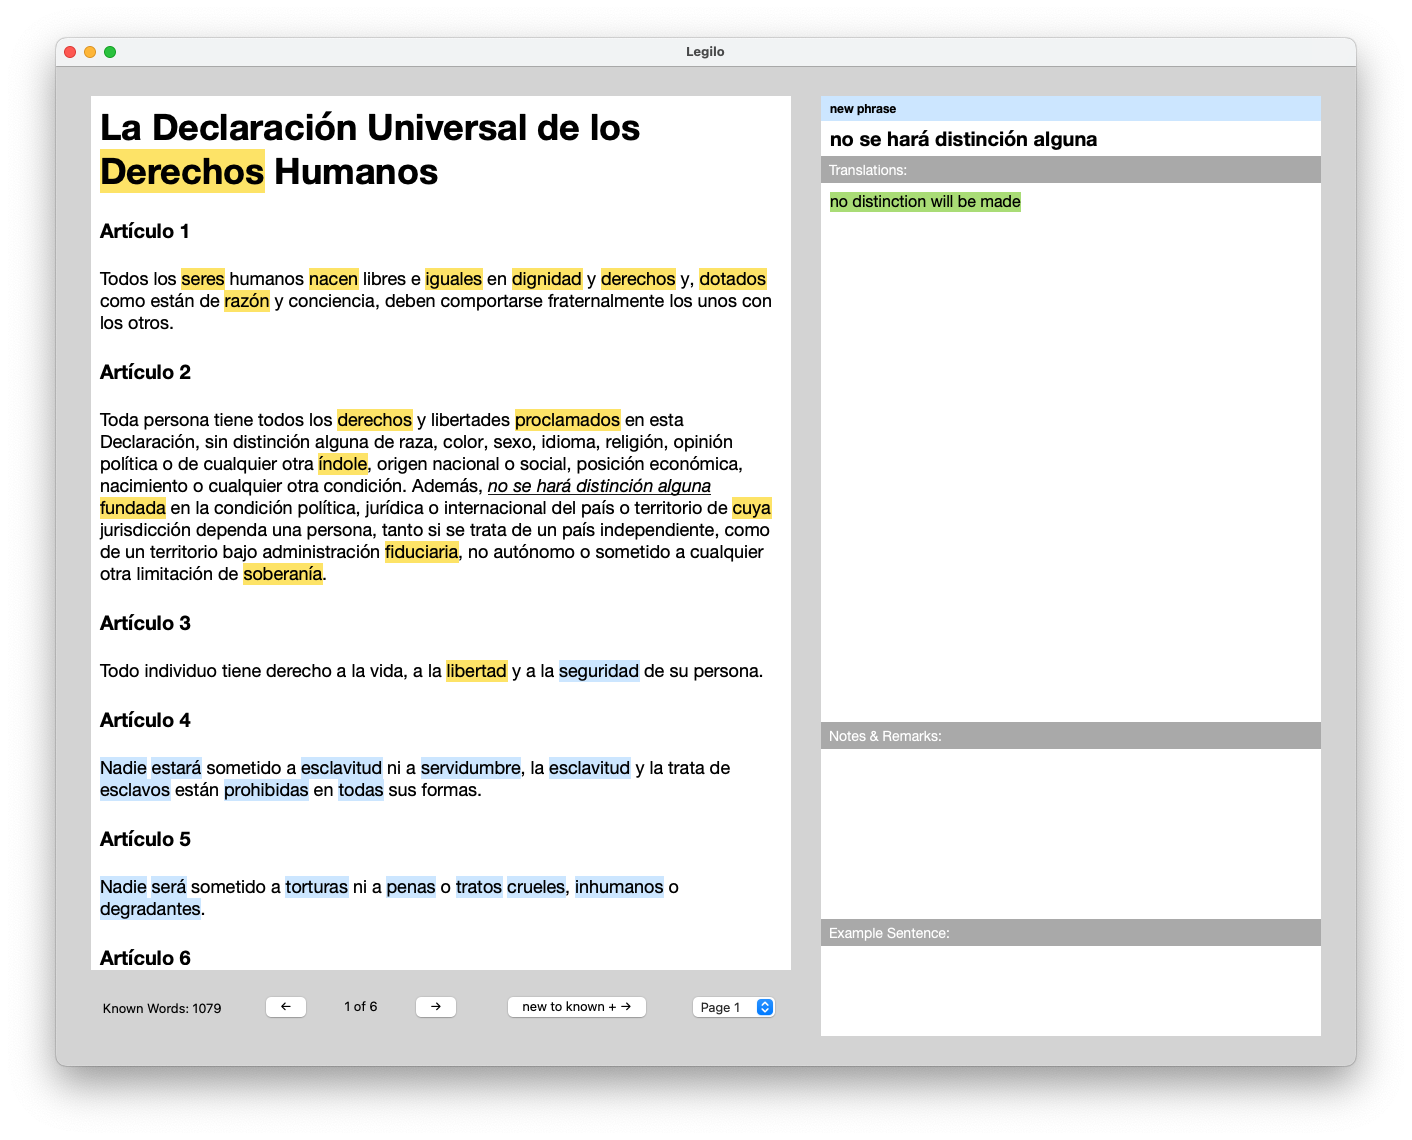 Legilo
La Declaración Universal de los
Derechos Humanos
Artículo 1
Todos los seres humanos nacen libres e iguales en dignidad y derechos y, dotados
como están de razón y conciencia, deben comportarse fraternalmente los unos con
los otros.
Artículo 2
Toda persona tiene todos los derechos y libertades proclamados en esta
Declaración, sin distinción alguna de raza, color, sexo, idioma, religión, opinión
política o de cualquier otra índole, origen nacional o social, posición económica,
nacimiento o cualquier otra condición. Además, no se hará distinción alguna
fundada en la condición política, jurídica o internacional del país o territorio de cuya
jurisdicción dependa una persona, tanto si se trata de un país independiente, como
de un territorio bajo administración fiduciaria, no autónomo o sometido a cualquier
otra limitación de soberanía.
Artículo 3
Todo individuo tiene derecho a la vida, a la libertad y a la seguridad de su persona.
Artículo 4
Nadie estará sometido a esclavitud ni a servidumbre, la esclavitud y la trata de
esclavos están prohibidas en todas sus formas.
Artículo 5
Nadie será sometido a torturas ni a penas o tratos crueles, inhumanos o
degradantes.
Artículo 6
Known Words: 1079
←
1 of 6
→
new to known + →
Page 1
new phrase
no se hará distinción alguna
Translations:
no distinction will be made
Notes & Remarks:
Example Sentence: